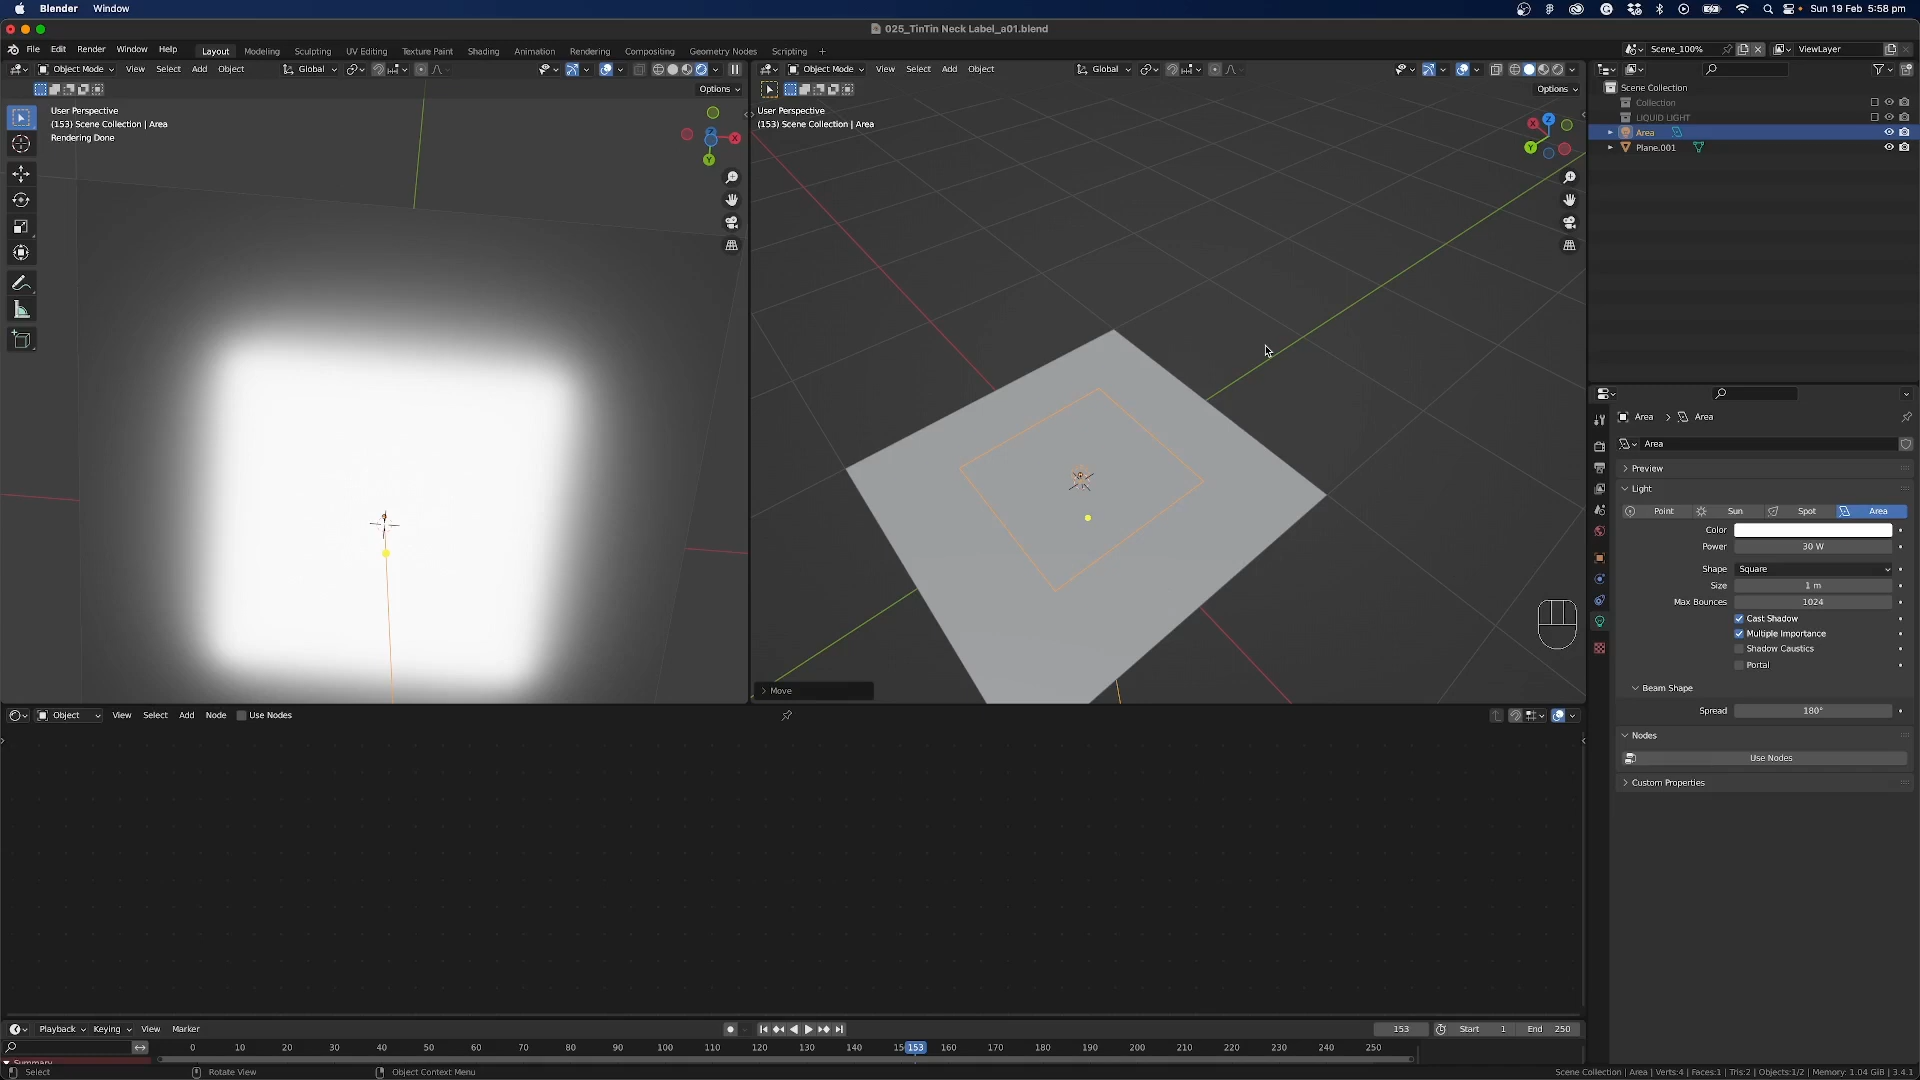 Blender Window Sun 19 Feb 5:58 pm
025_TinTin Neck Label_a01.blend
File Edit Render Window Help Layout Modeling Sculpting UV Editing Texture Paint Shading Animation Rendering Compositing Geometry Nodes Scripting + Scene_100% ViewLayer
Object Mode View Select Add Object Global Object Mode View Select Add Object Global
Options Options Scene Collection
User Perspective User Perspective Collection
(153) Scene Collection | Area (153) Scene Collection | Area LIQUID LIGHT
Rendering Done Area
Plane.001
Area > Area
Area
Preview
Light
Point Sun Spot Area
Color
Power 30 W
Shape Square
Size 1 m
Max Bounces 1024
Cast Shadow
Multiple Importance
Shadow Caustics
Portal
Beam Shape
Spread 180°
Nodes
Use Nodes
Custom Properties
Move
Object View Select Add Node Use Nodes
Playback Keying View Marker 153 Start 1 End 250
0 10 20 30 40 50 60 70 80 90 100 110 120 130 140 153 160 170 180 190 200 210 220 230 240 250
Summary
Select Rotate View Object Context Menu Scene Collection | Area | Verts:4 | Faces:1 | Tris:2 | Objects:1/2 | Memory: 1.04 GiB | 3.4.1